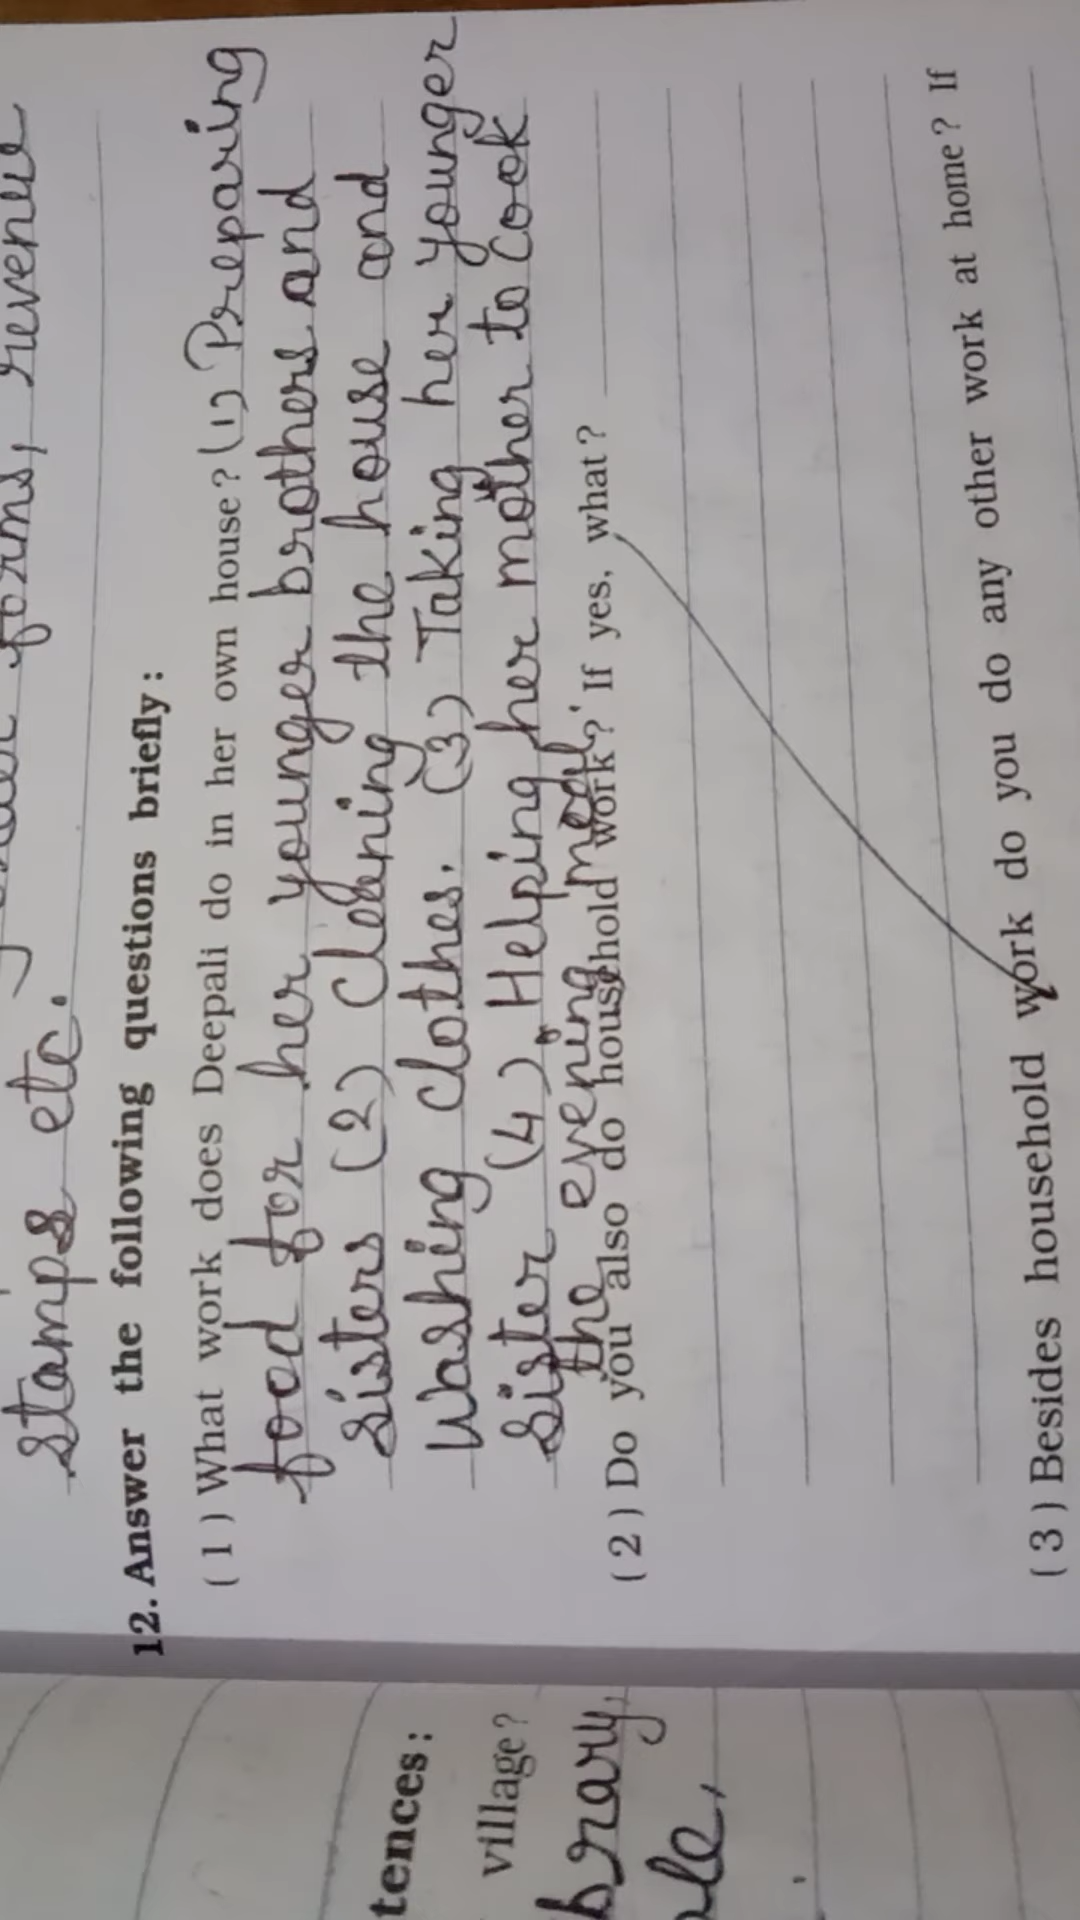 forms, revenue
stamps etc.
12. Answer the following questions briefly :
( 1 ) What work does Deepali do in her own house ? (1) Preparing
food for her younger brothers and
sisters (2) Cleaning the house and
washing clothes. (3) Taking her younger
sister (4) Helping her mother to cook
the evening meal.
( 2 ) Do you also do household work ? If yes, what ?
( 3 ) Besides household work do you do any other work at home ? If
tences :
village ?
brary,